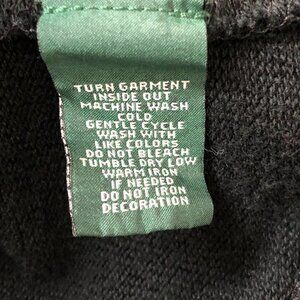 TURN GARMENT
INSIDE OUT
MACHINE WASH
COLD
GENTLE CYCLE
WASH WITH
LIKE COLORS
DO NOT BLEACH
TUMBLE DRY LOW
WARM IRON
IF NEEDED
DO NOT IRON
DECORATION